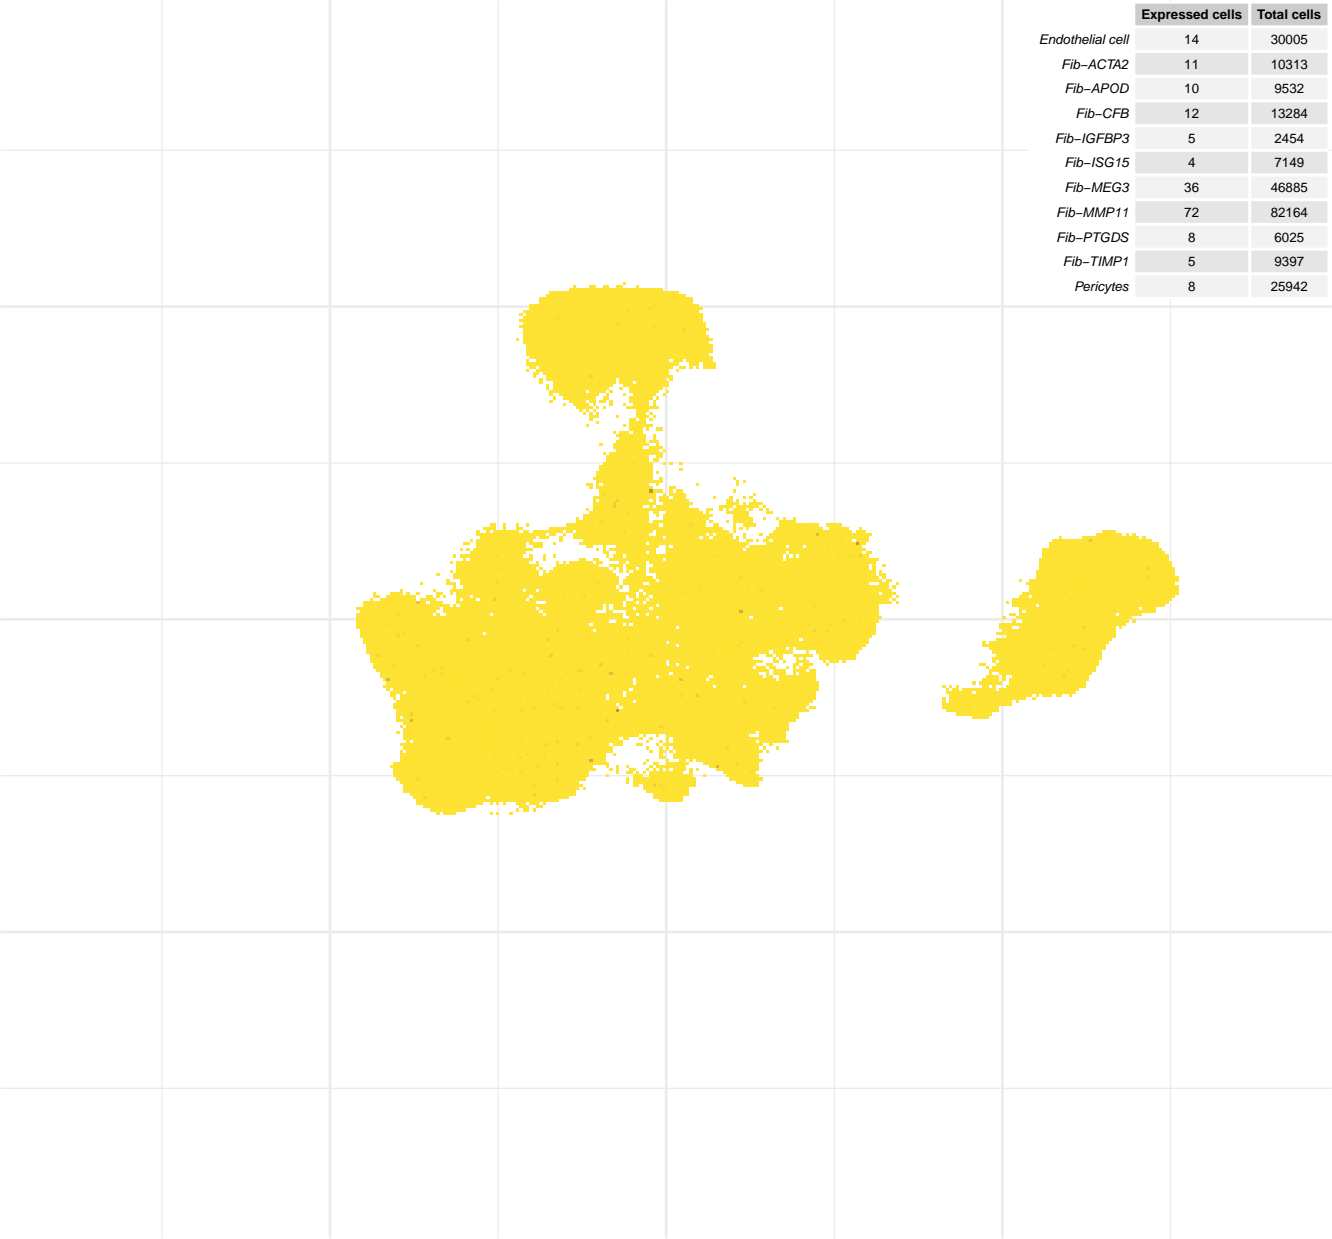 Expressed cells Total cells
Endothelial cell 14 30005
Fib−ACTA2 11 10313
Fib−APOD 10 9532
Fib−CFB 12 13284
Fib−IGFBP3 5 2454
Fib−ISG15 4 7149
Fib−MEG3 36 46885
Fib−MMP11 72 82164
Fib−PTGDS 8 6025
Fib−TIMP1 5 9397
Pericytes 8 25942